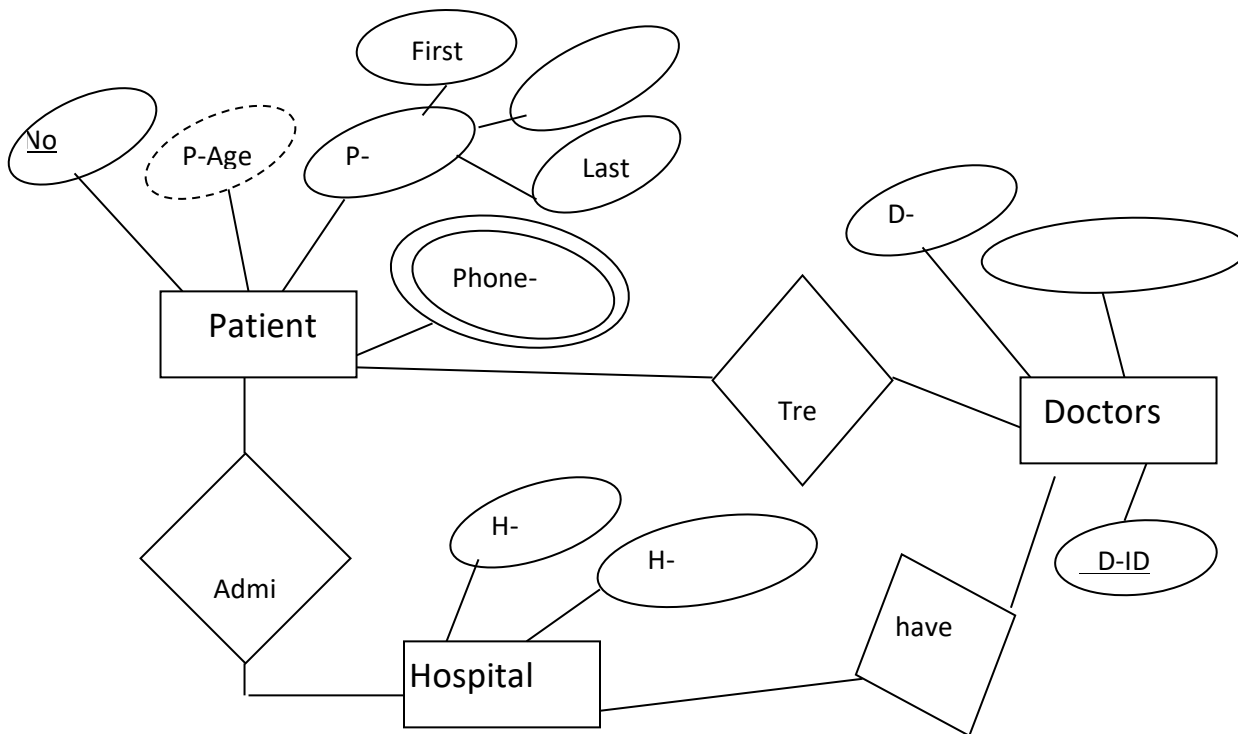 First
No
P-Age
P-
Last
D-
Phone-
Patient
Tre
Doctors
H-
H-
D-ID
Admi
have
Hospital